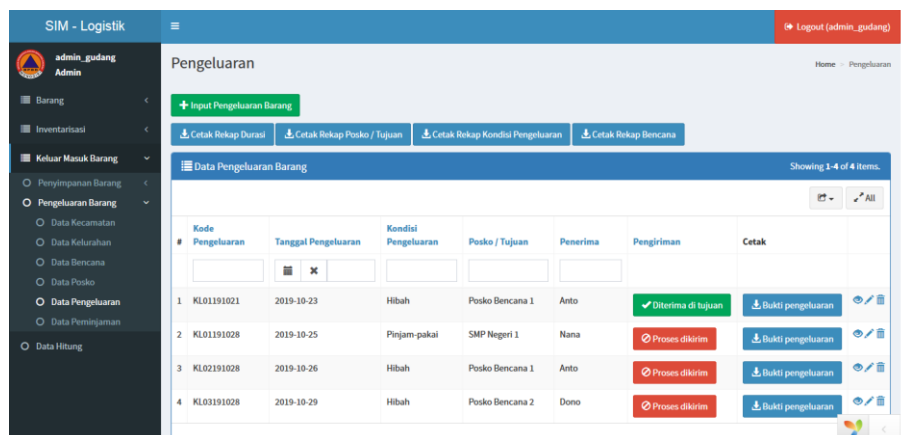 SIM - Logistik
Logout (admin_gudang)
admin_gudang
Admin
Barang
Inventarisasi
Keluar Masuk Barang
Penyimpanan Barang
Pengeluaran Barang
Data Kecamatan
Data Kelurahan
Data Bencana
Data Posko
Data Pengeluaran
Data Peminjaman
Data Hitung
Pengeluaran
Home > Pengeluaran
Input Pengeluaran Barang
Cetak Rekap Durasi
Cetak Rekap Posko / Tujuan
Cetak Rekap Kondisi Pengeluaran
Cetak Rekap Bencana
Data Pengeluaran Barang
Showing 1-4 of 4 items.
All
# Kode Pengeluaran Tanggal Pengeluaran Kondisi Pengeluaran Posko / Tujuan Penerima Pengiriman Cetak
1 KL01191021 2019-10-23 Hibah Posko Bencana 1 Anto Diterima di tujuan Bukti pengeluaran
2 KL01191028 2019-10-25 Pinjam-pakai SMP Negeri 1 Nana Proses dikirim Bukti pengeluaran
3 KL02191028 2019-10-26 Hibah Posko Bencana 1 Anto Proses dikirim Bukti pengeluaran
4 KL03191028 2019-10-29 Hibah Posko Bencana 2 Dono Proses dikirim Bukti pengeluaran